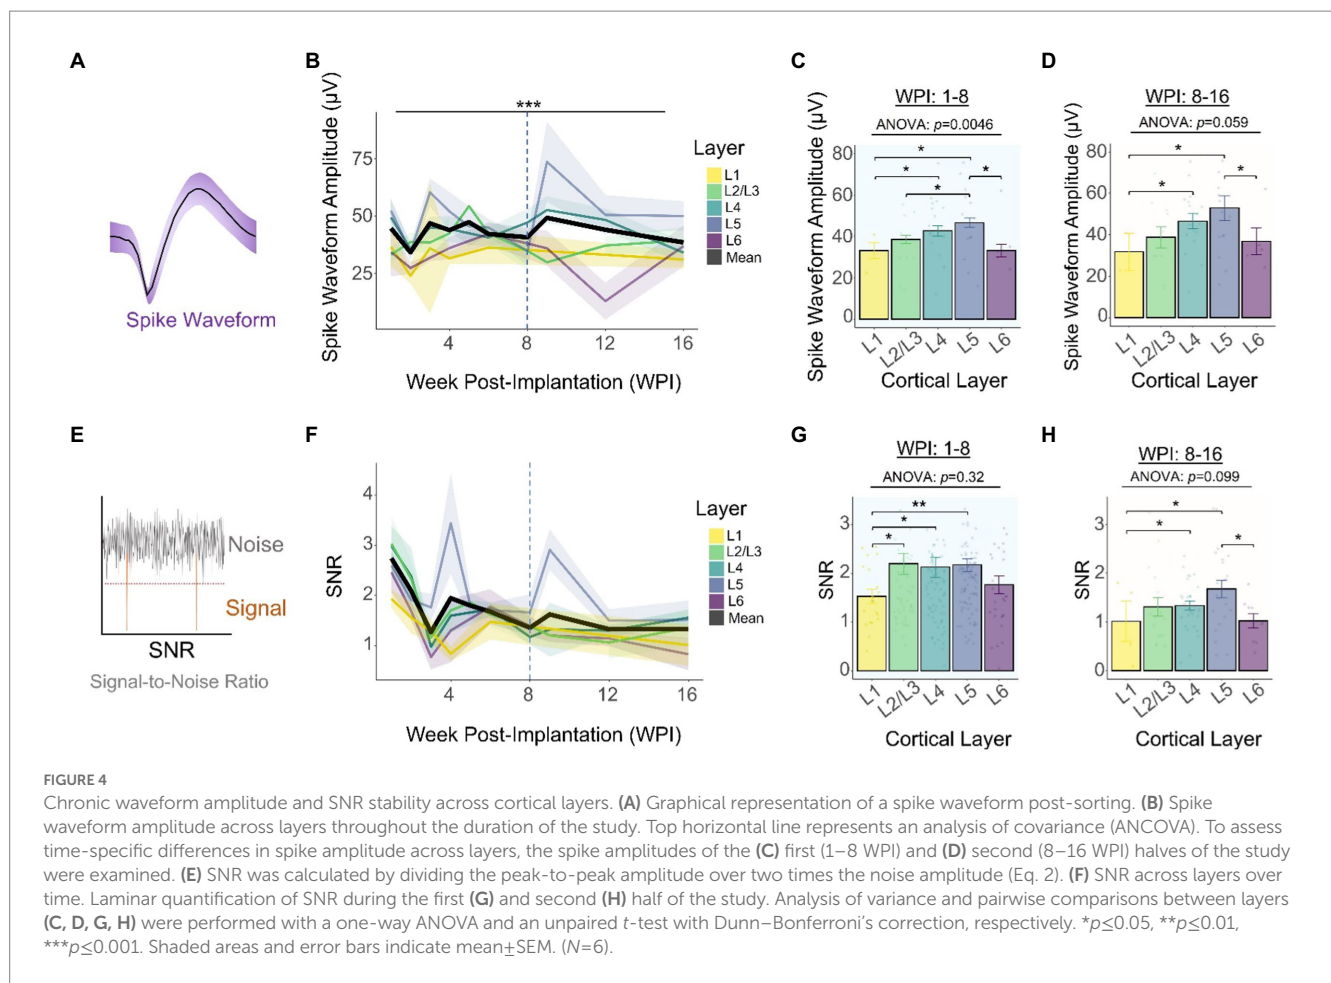 A
Spike Waveform
B
Spike Waveform Amplitude (µV)
***
75
50
25
4
8
12
16
Week Post-Implantation (WPI)
Layer
L1
L2/L3
L4
L5
L6
Mean
C
WPI: 1-8
ANOVA: p=0.0046
Spike Waveform Amplitude (µV)
80
60
40
20
0
*
*
*
*
L1
L2/L3
L4
L5
L6
Cortical Layer
D
WPI: 8-16
ANOVA: p=0.059
Spike Waveform Amplitude (µV)
80
60
40
20
0
*
*
*
L1
L2/L3
L4
L5
L6
Cortical Layer
E
Noise
Signal
SNR
Signal-to-Noise Ratio
F
SNR
4
3
2
1
4
8
12
16
Week Post-Implantation (WPI)
Layer
L1
L2/L3
L4
L5
L6
Mean
G
WPI: 1-8
ANOVA: p=0.32
SNR
3
2
1
0
**
*
*
L1
L2/L3
L4
L5
L6
Cortical Layer
H
WPI: 8-16
ANOVA: p=0.099
SNR
3
2
1
0
*
*
*
L1
L2/L3
L4
L5
L6
Cortical Layer
FIGURE 4
Chronic waveform amplitude and SNR stability across cortical layers. (A) Graphical representation of a spike waveform post-sorting. (B) Spike
waveform amplitude across layers throughout the duration of the study. Top horizontal line represents an analysis of covariance (ANCOVA). To assess
time-specific differences in spike amplitude across layers, the spike amplitudes of the (C) first (1–8 WPI) and (D) second (8–16 WPI) halves of the study
were examined. (E) SNR was calculated by dividing the peak-to-peak amplitude over two times the noise amplitude (Eq. 2). (F) SNR across layers over
time. Laminar quantification of SNR during the first (G) and second (H) half of the study. Analysis of variance and pairwise comparisons between layers
(C, D, G, H) were performed with a one-way ANOVA and an unpaired t-test with Dunn–Bonferroni's correction, respectively. *p≤0.05, **p≤0.01,
***p≤0.001. Shaded areas and error bars indicate mean±SEM. (N=6).